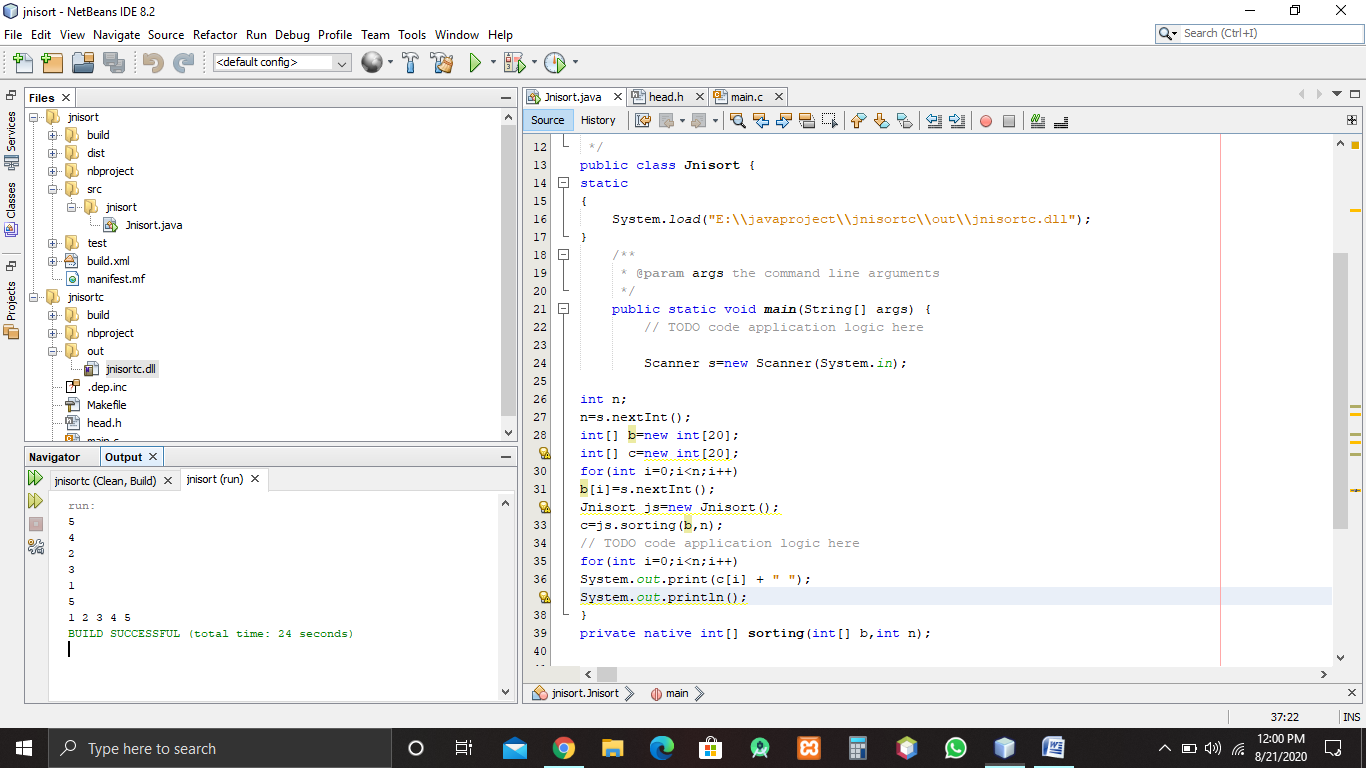 jnisort - NetBeans IDE 8.2
File Edit View Navigate Source Refactor Run Debug Profile Team Tools Window Help
Search (Ctrl+I)
<default config>
Files
Services
Classes
Projects
jnisort
build
dist
nbproject
src
jnisort
Jnisort.java
test
build.xml
manifest.mf
jnisortc
build
nbproject
out
jnisortc.dll
.dep.inc
Makefile
head.h
main.c
Navigator Output
jnisortc (Clean, Build) jnisort (run)
run:
5
4
2
3
1
5
1 2 3 4 5
BUILD SUCCESSFUL (total time: 24 seconds)
Jnisort.java head.h main.c
Source History
12 */
13 public class Jnisort {
14 static
15 {
16 System.load("E:\\javaproject\\jnisortc\\out\\jnisortc.dll");
17 }
18 /**
19 * @param args the command line arguments
20 */
21 public static void main(String[] args) {
22 // TODO code application logic here
23
24 Scanner s=new Scanner(System.in);
25
26 int n;
27 n=s.nextInt();
28 int[] b=new int[20];
int[] c=new int[20];
30 for(int i=0;i<n;i++)
31 b[i]=s.nextInt();
Jnisort js=new Jnisort();
33 c=js.sorting(b,n);
34 // TODO code application logic here
35 for(int i=0;i<n;i++)
36 System.out.print(c[i] + " ");
System.out.println();
38 }
39 private native int[] sorting(int[] b,int n);
40
jnisort.Jnisort main
37:22 INS
Type here to search
12:00 PM
8/21/2020